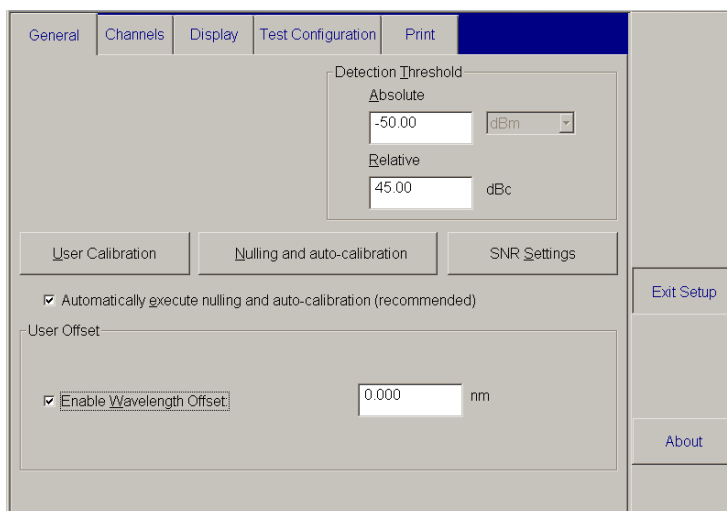 General
Channels
Display
Test Configuration
Print
Detection Threshold
Absolute
-50.00
dBm
Relative
45.00
dBc
User Calibration
Nulling and auto-calibration
SNR Settings
Automatically execute nulling and auto-calibration (recommended)
Exit Setup
User Offset
Enable Wavelength Offset:
0.000
nm
About